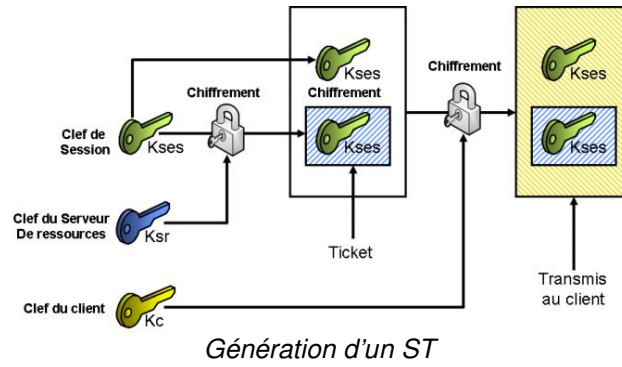 Kses
Chiffrement
Chiffrement
Chiffrement
Kses
Clef de
Session
Kses
Kses
Kses
Clef du Serveur
De ressources
Ksr
Ticket
Transmis
au client
Clef du client
Kc
Génération d'un ST